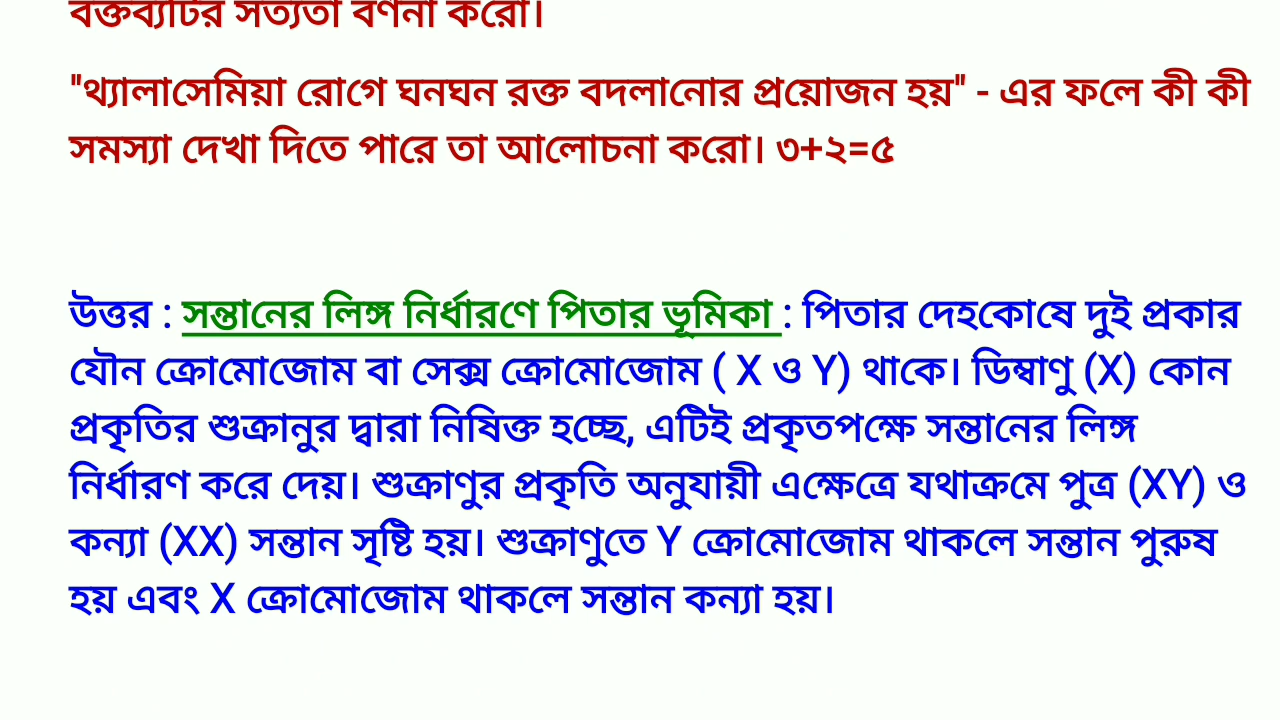 বক্তব্যটির সত্যতা বর্ণনা করো।
"থ্যালাসেমিয়া রোগে ঘনঘন রক্ত বদলানোর প্রয়োজন হয়" - এর ফলে কী কী
সমস্যা দেখা দিতে পারে তা আলোচনা করো। ৩+২=৫
উত্তর : সন্তানের লিঙ্গ নির্ধারণে পিতার ভূমিকা : পিতার দেহকোষে দুই প্রকার
যৌন ক্রোমোজোম বা সেক্স ক্রোমোজোম ( X ও Y) থাকে। ডিম্বাণু (X) কোন
প্রকৃতির শুক্রানুর দ্বারা নিষিক্ত হচ্ছে, এটিই প্রকৃতপক্ষে সন্তানের লিঙ্গ
নির্ধারণ করে দেয়। শুক্রাণুর প্রকৃতি অনুযায়ী এক্ষেত্রে যথাক্রমে পুত্র (XY) ও
কন্যা (XX) সন্তান সৃষ্টি হয়। শুক্রাণুতে Y ক্রোমোজোম থাকলে সন্তান পুরুষ
হয় এবং X ক্রোমোজোম থাকলে সন্তান কন্যা হয়।